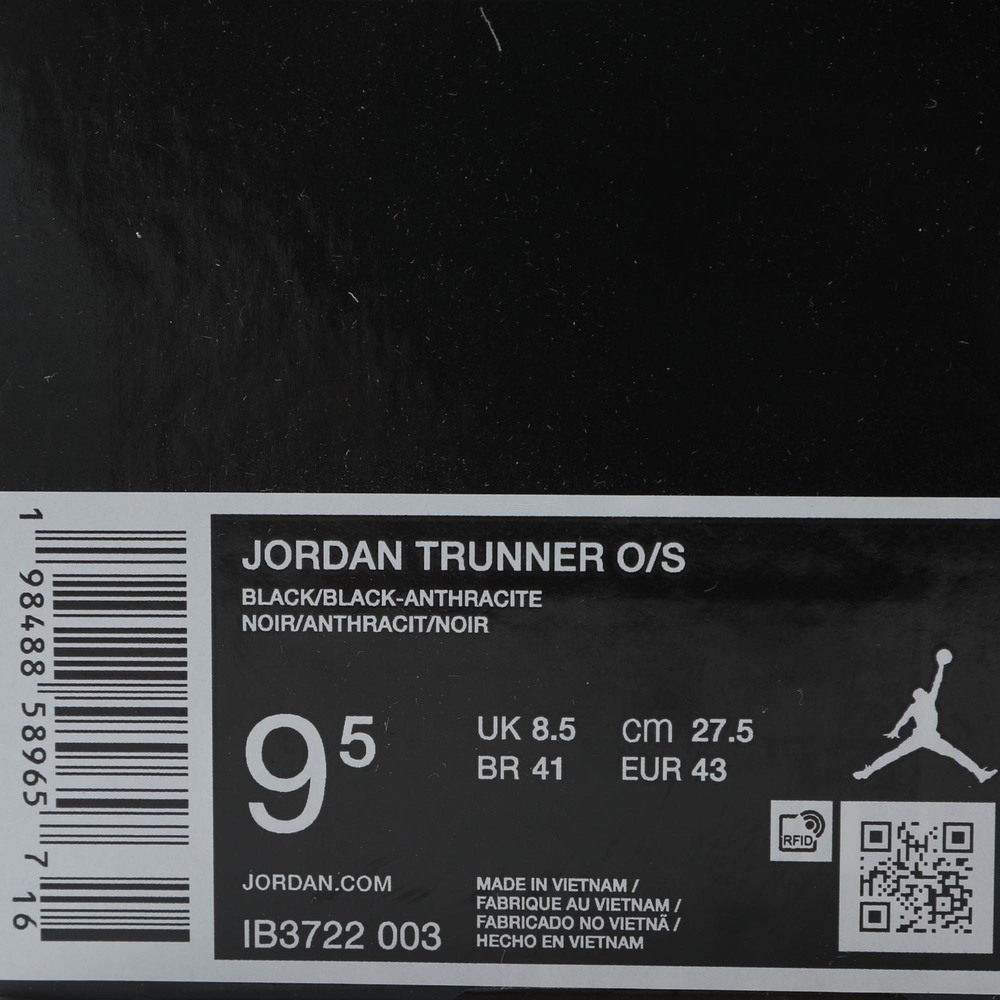 1 98488 58965 7 16
JORDAN TRUNNER O/S
BLACK/BLACK-ANTHRACITE
NOIR/ANTHRACIT/NOIR
9⁵
UK 8.5 cm 27.5
BR 41 EUR 43
RFID
JORDAN.COM
IB3722 003
MADE IN VIETNAM /
FABRIQUE AU VIETNAM /
FABRICADO NO VIETNÃ /
HECHO EN VIETNAM